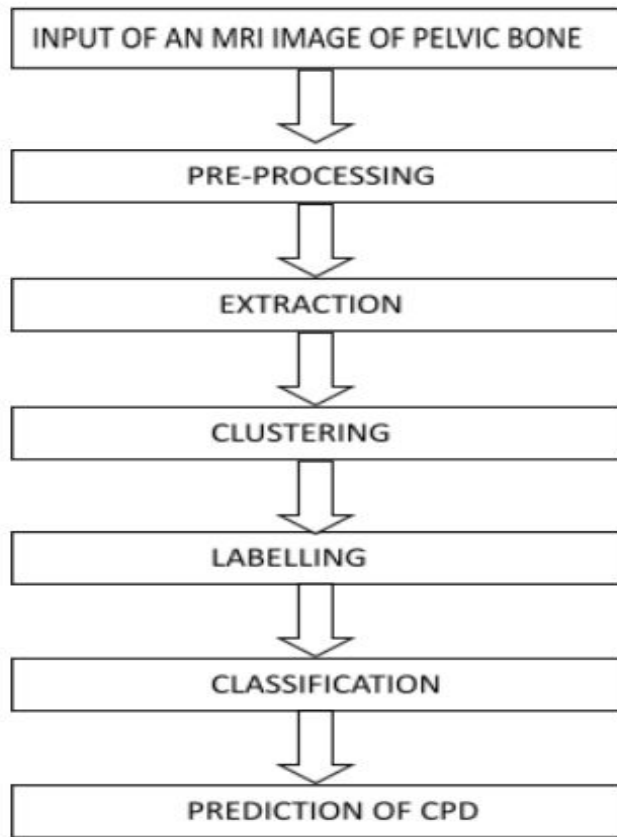 INPUT OF AN MRI IMAGE OF PELVIC BONE
PRE-PROCESSING
EXTRACTION
CLUSTERING
LABELLING
CLASSIFICATION
PREDICTION OF CPD